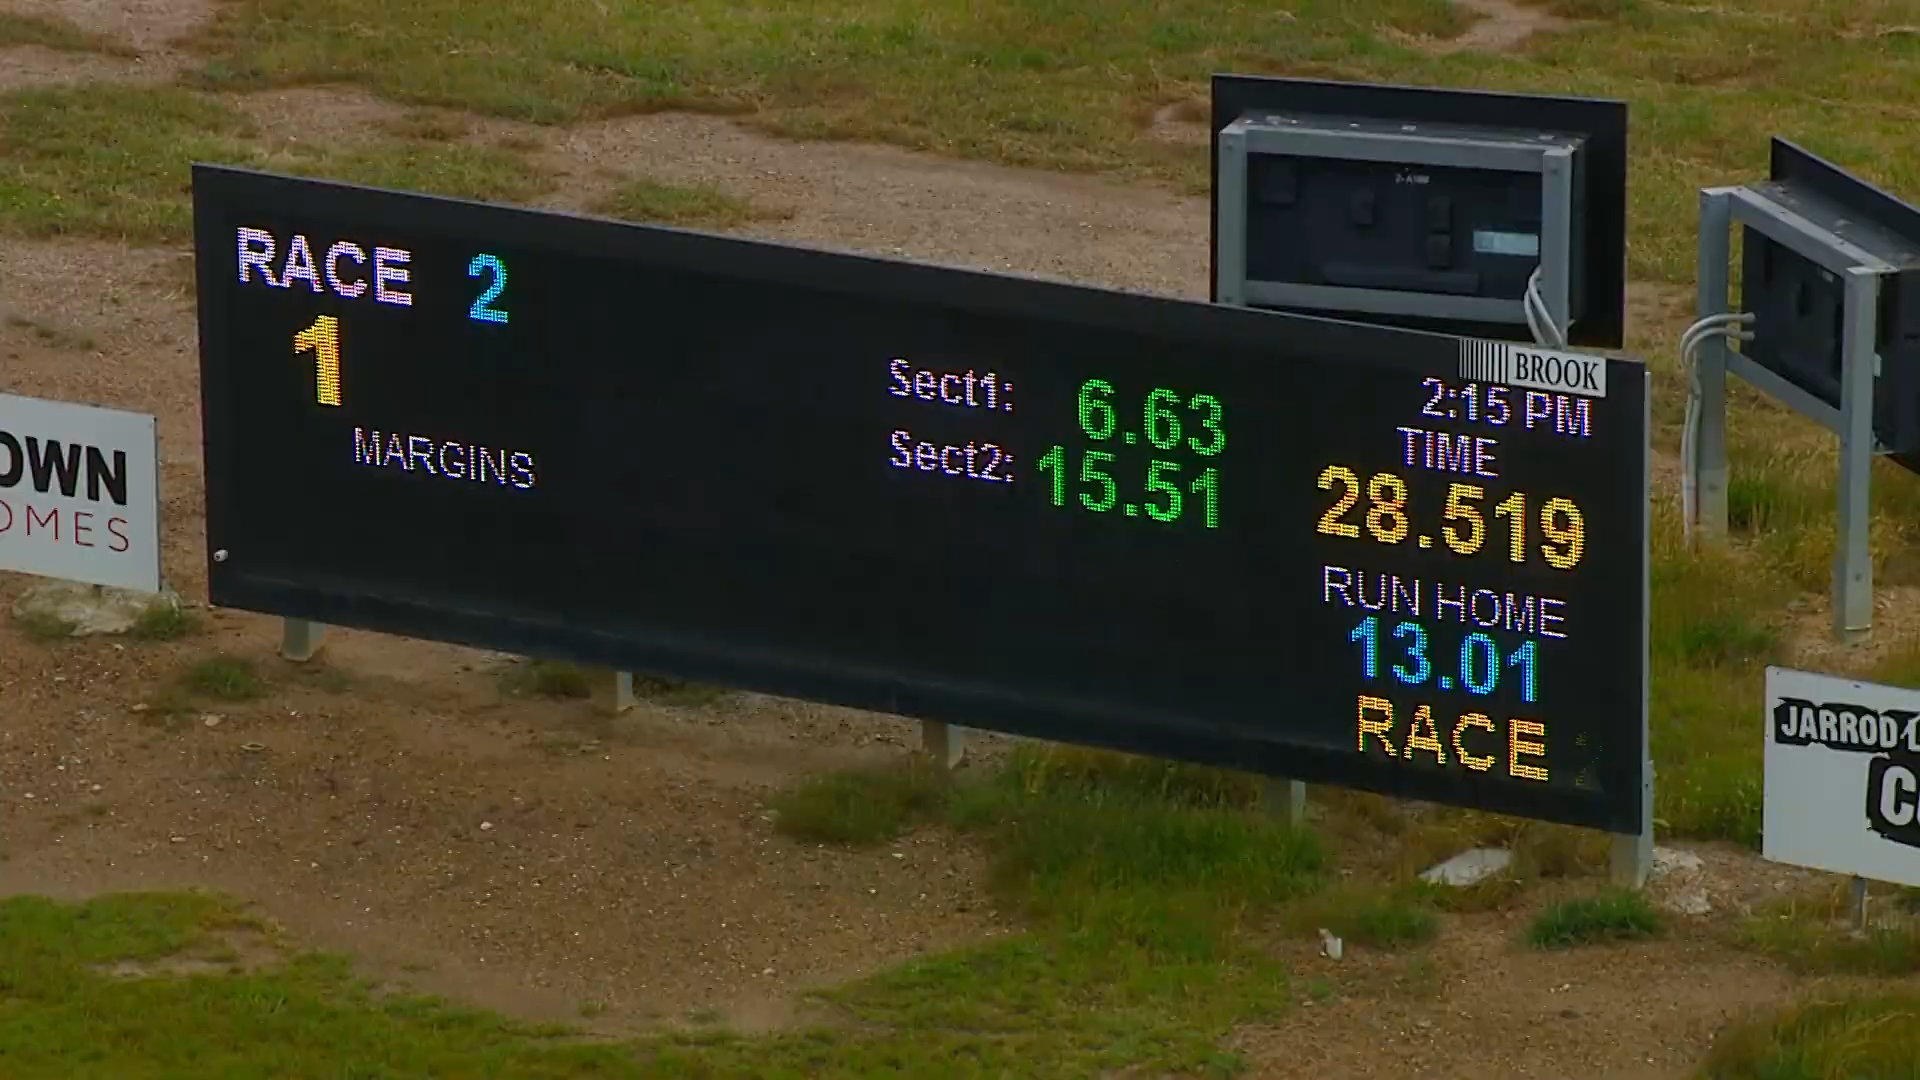 RACE 2
1
MARGINS
Sect1: 6.63
Sect2: 15.51
BROOK
2:15 PM
TIME
28.519
RUN HOME
13.01
RACE
OWN
OMES
JARROD